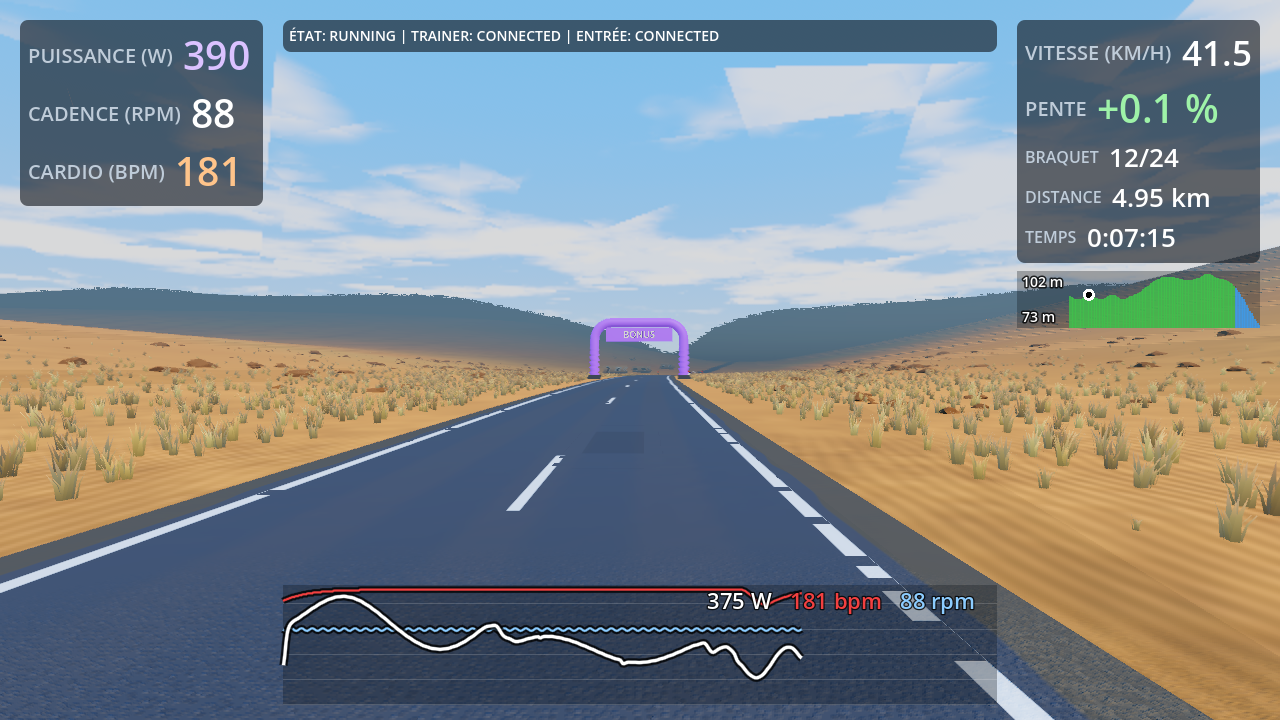 PUISSANCE (W) 390
CADENCE (RPM) 88
CARDIO (BPM) 181
ÉTAT: RUNNING | TRAINER: CONNECTED | ENTRÉE: CONNECTED
VITESSE (KM/H) 41.5
PENTE +0.1 %
BRAQUET 12/24
DISTANCE 4.95 km
TEMPS 0:07:15
102 m
73 m
BONUS
375 W 181 bpm 88 rpm